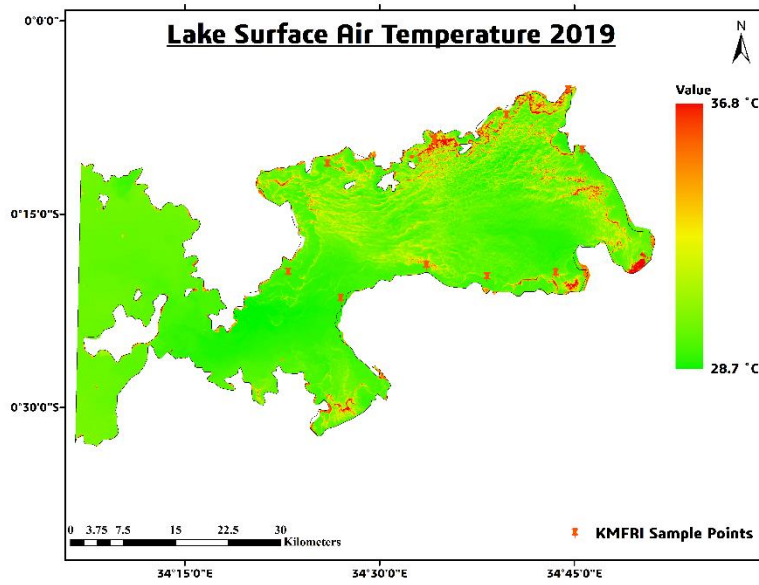 Lake Surface Air Temperature 2019
N
0°0'0"
0°15'0"S
0°30'0"S
Value
36.8 °C
28.7 °C
0 3.75 7.5 15 22.5 30
Kilometers
KMFRI Sample Points
34°15'0"E 34°30'0"E 34°45'0"E